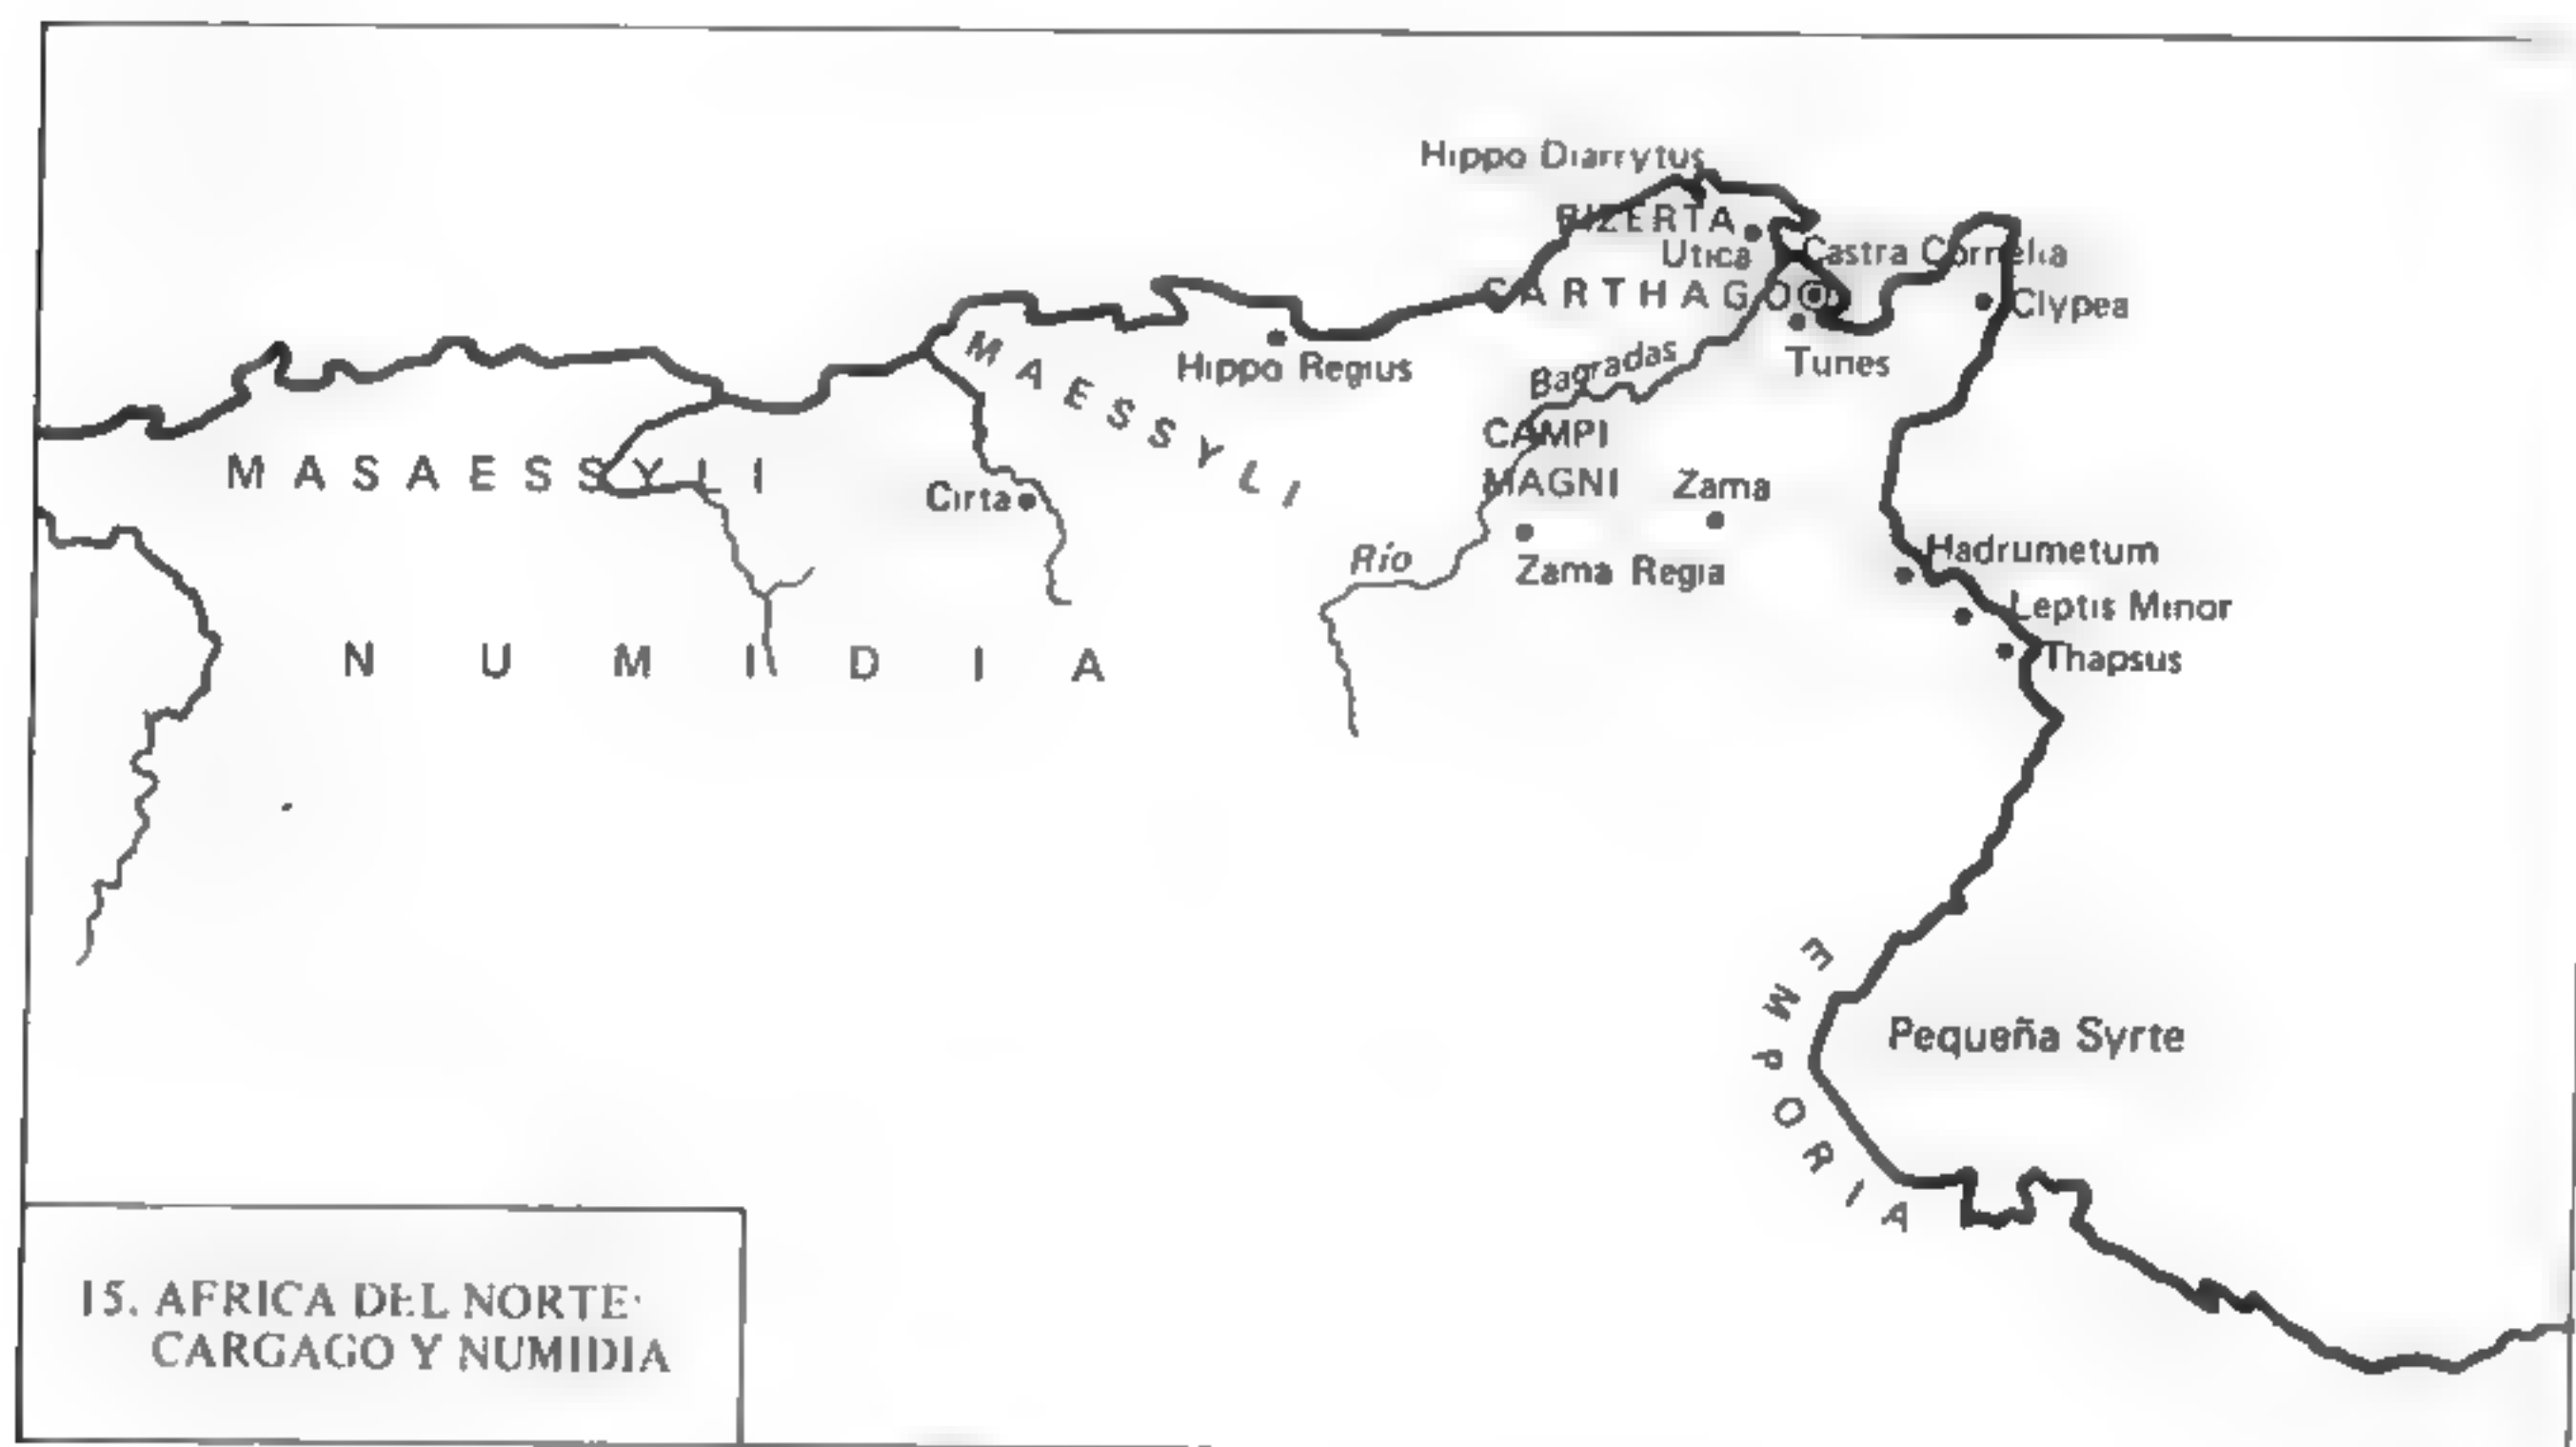 Hippo Diarrytus
BIZERTA
Utica
Castra Cornelia
CARTHAGO
Clypea
Tunes
Hippo Regius
MAESSYLI
Bagradas
CAMPI
MAGNI
Zama
MASAESSYLI
Cirta
Río
Zama Regia
Hadrumetum
Leptis Minor
Thapsus
NUMIDIA
EMPORIA
Pequeña Syrte
15. AFRICA DEL NORTE:
CARGAGO Y NUMIDIA